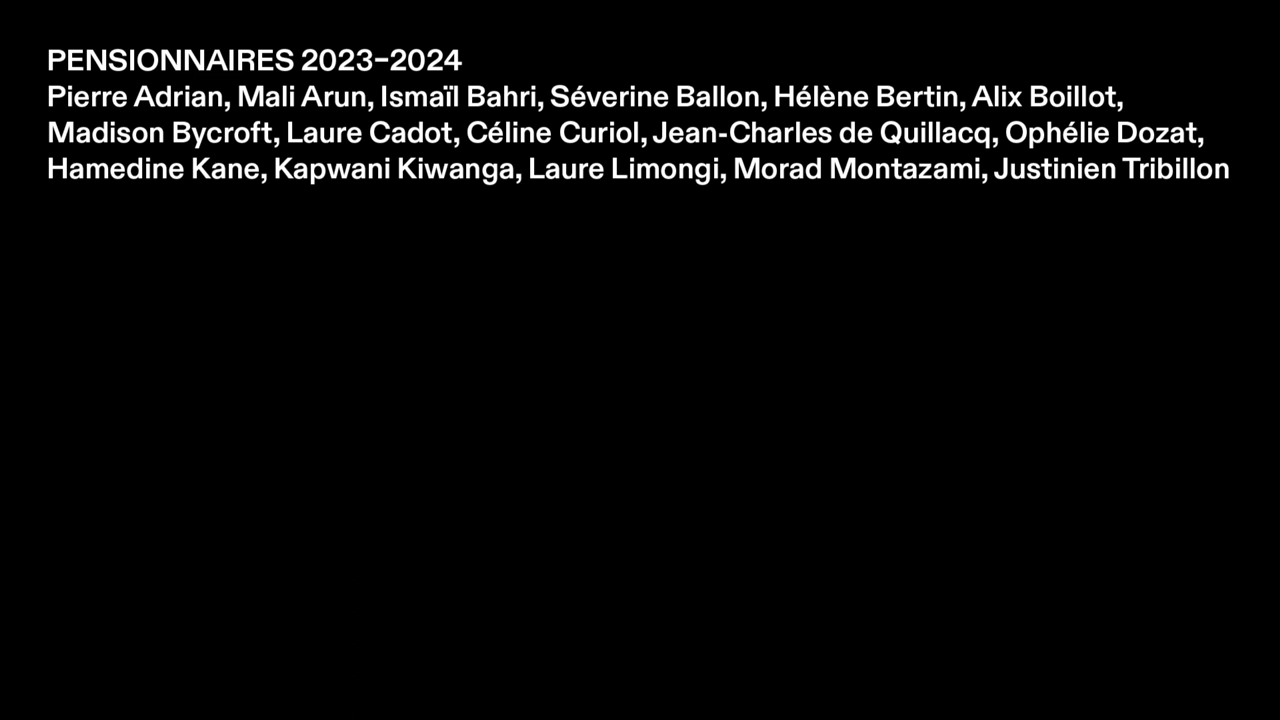 PENSIONNAIRES 2023–2024
Pierre Adrian, Mali Arun, Ismaïl Bahri, Séverine Ballon, Hélène Bertin, Alix Boillot,
Madison Bycroft, Laure Cadot, Céline Curiol, Jean-Charles de Quillacq, Ophélie Dozat,
Hamedine Kane, Kapwani Kiwanga, Laure Limongi, Morad Montazami, Justinien Tribillon